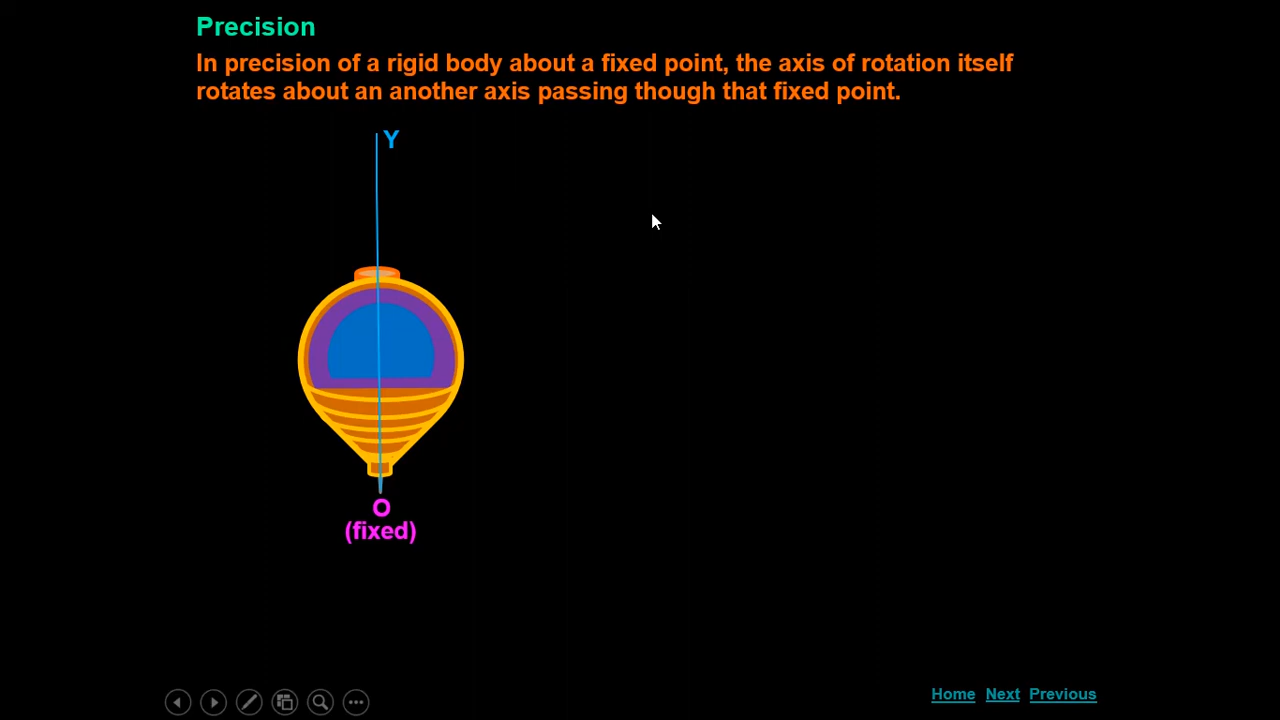 Precision
In precision of a rigid body about a fixed point, the axis of rotation itself
rotates about an another axis passing though that fixed point.
Y
O
(fixed)
Home Next Previous